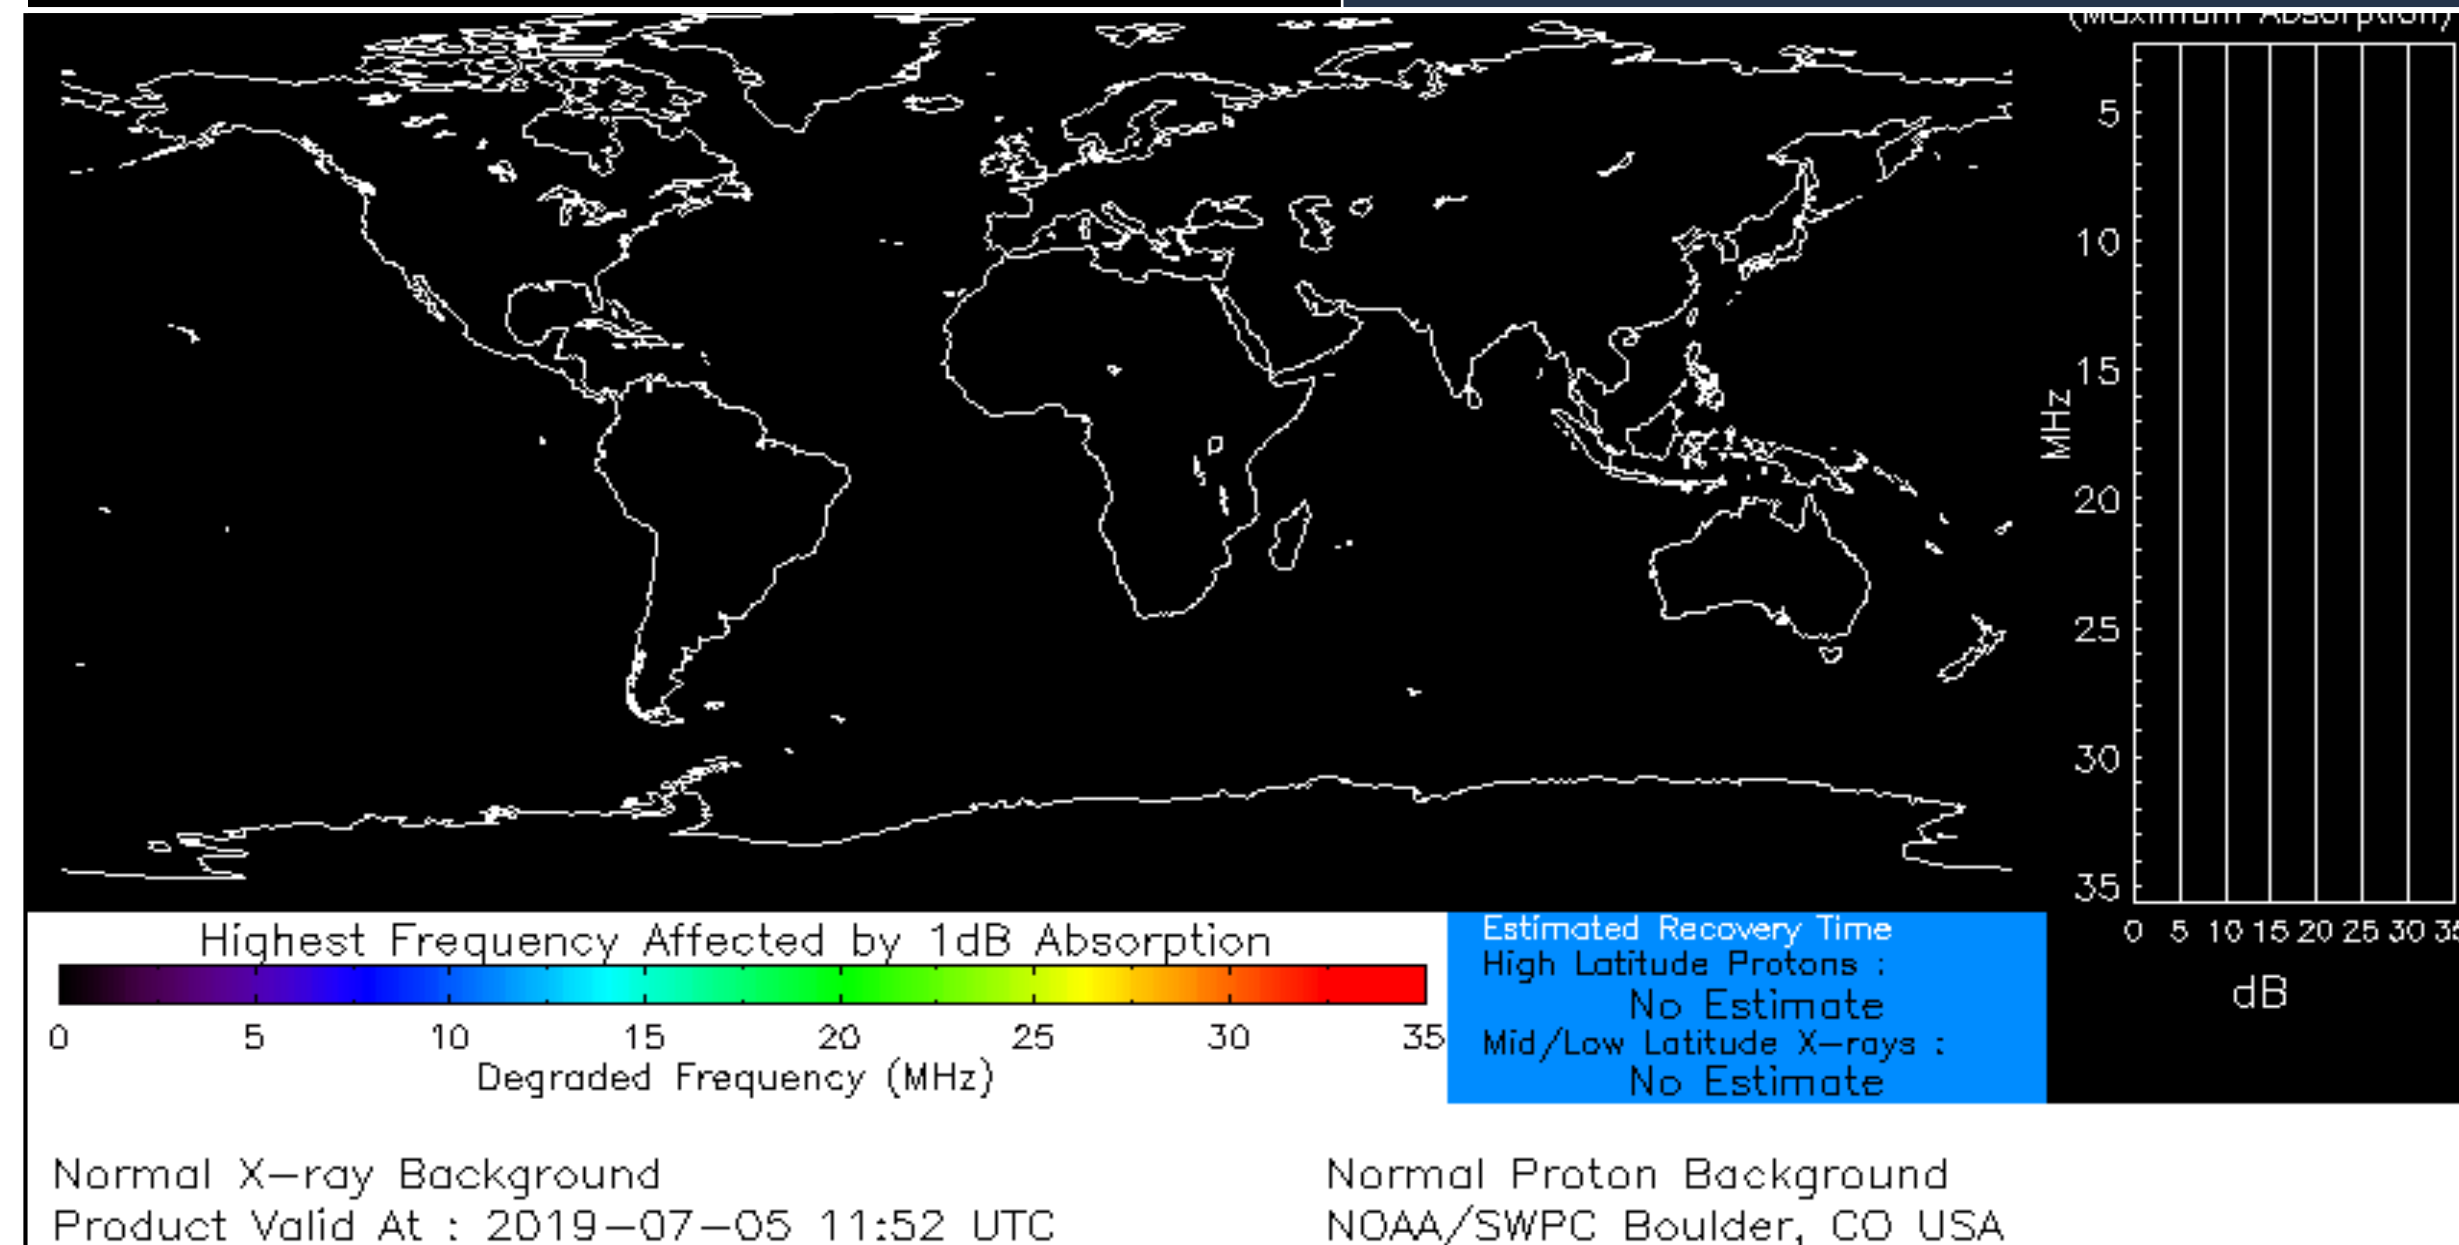 (Maximum Absorption)
5
10
15
20
25
30
35
MHz
0 5 10 15 20 25 30 35
dB
Highest Frequency Affected by 1dB Absorption
0 5 10 15 20 25 30 35
Degraded Frequency (MHz)
Estimated Recovery Time
High Latitude Protons :
No Estimate
Mid/Low Latitude X-rays :
No Estimate
Normal X-ray Background
Product Valid At : 2019-07-05 11:52 UTC
Normal Proton Background
NOAA/SWPC Boulder, CO USA